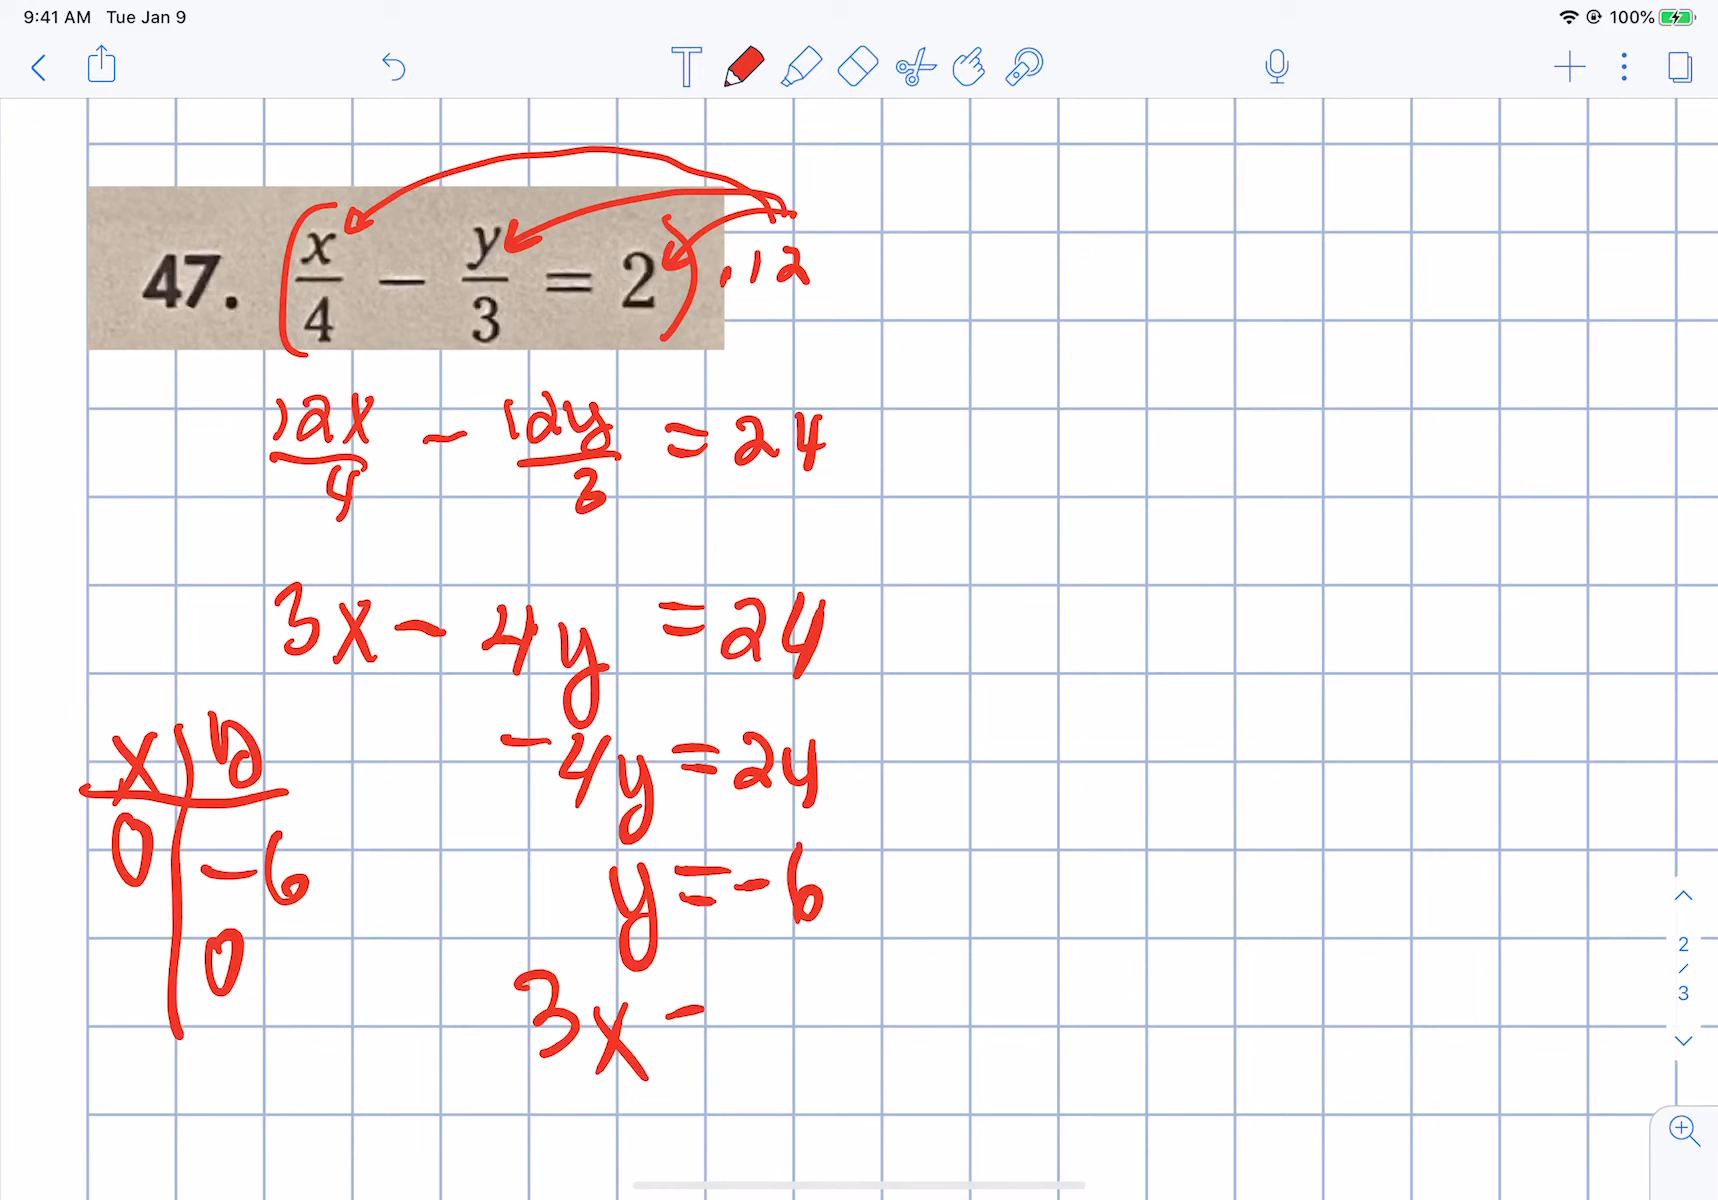 9:41 AM Tue Jan 9
100%
T
47. (x/4 − y/3 = 2) .12
12x/4 − 12y/3 = 24
3x − 4y = 24
−4y = 24
y = −6
3x −
x y
0 −6
0
2
/
3